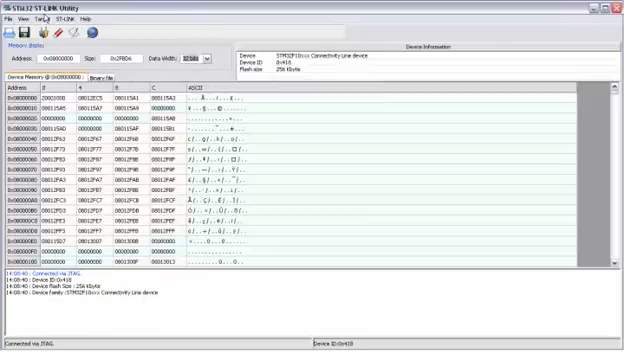 STM32 ST-LINK Utility
File View Target ST-LINK Help
Memory display
Address: 0x08000000 Size: 0x2FBD6 Data Width: 32 bits
Device Information
Device STM32F10xx Connectivity Line device
Device ID 0x418
Flash size 256 Kbyte
Device Memory @ 0x08000000 : Binary file
Address 0 4 8 C ASCII
0x08000000 20001000 08012EC5 080115A1 080115A3
0x08000010 080115A5 080115A7 080115A9 00000000
0x08000020 00000000 00000000 00000000 080115AB
0x08000030 080115AD 00000000 080115AF 080115B1
0x08000040 08012F63 08012F67 08012F6B 08012F6F
0x08000050 08012F73 08012F77 08012F7B 08012F7F
0x08000060 08012F83 08012F87 08012F8B 08012F8F
0x08000070 08012F93 08012F97 08012F9B 08012F9F
0x08000080 08012FA3 08012FA7 08012FAB 08012FAF
0x08000090 08012FB3 08012FB7 08012FBB 08012FBF
0x080000A0 08012FC3 08012FC7 08012FCB 08012FCF
0x080000B0 08012FD3 08012FD7 08012FDB 08012FDF
0x080000C0 08012FE3 08012FE7 08012FEB 08012FEF
0x080000D0 08012FF3 08012FF7 08012FFB 08012FFF
0x080000E0 080115D7 08013007 0801300B 00000000
0x080000F0 00000000 00000000 00000000 00000000
0x08000100 00000000 00000000 0801300F 08013013
14:08:40 : Connected via JTAG.
14:08:40 : Device ID:0x418
14:08:40 : Device flash Size : 256 Kbyte
14:08:40 : Device family :STM32F10xx Connectivity Line device
Connected via JTAG. Device ID:0x418